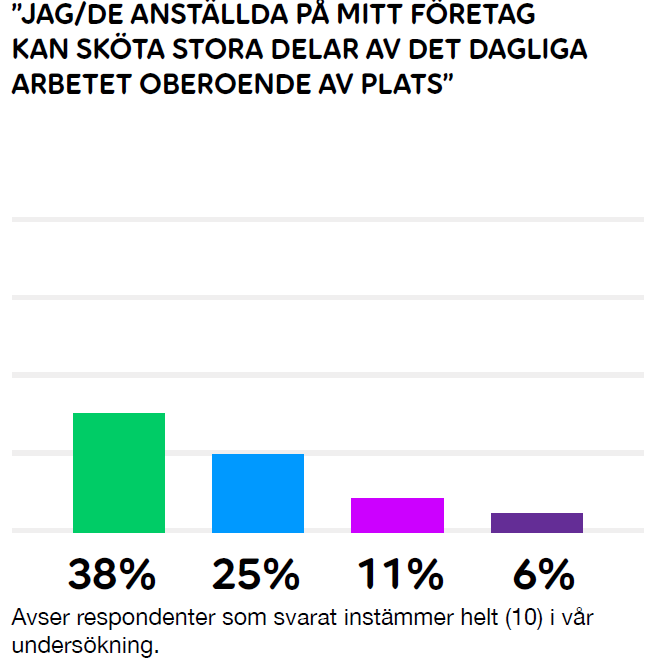 ”JAG/DE ANSTÄLLDA PÅ MITT FÖRETAG
KAN SKÖTA STORA DELAR AV DET DAGLIGA
ARBETET OBEROENDE AV PLATS”
38% 25% 11% 6%
Avser respondenter som svarat instämmer helt (10) i vår
undersökning.